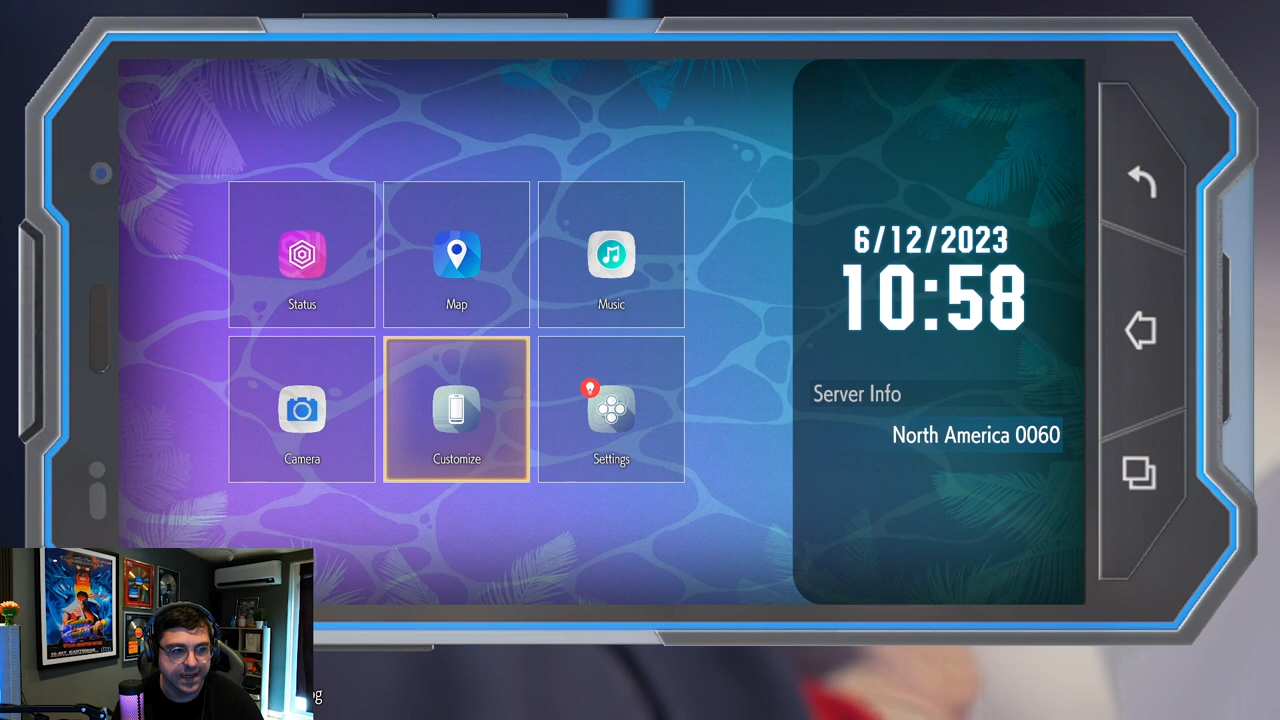 6/12/2023
10:58
Status
Map
Music
Server Info
North America 0060
Camera
Customize
Settings